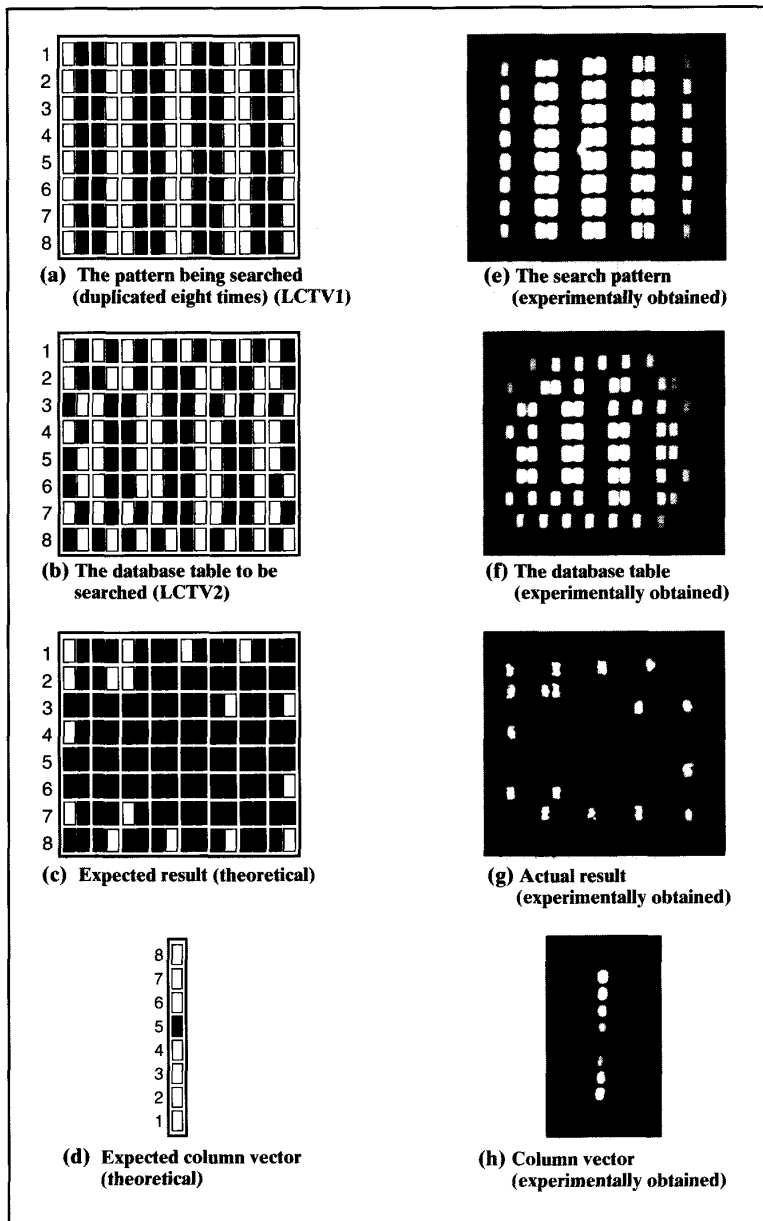 1
2
3
4
5
6
7
8
(a) The pattern being searched
(duplicated eight times) (LCTV1)
(e) The search pattern
(experimentally obtained)
1
2
3
4
5
6
7
8
(b) The database table to be
searched (LCTV2)
(f) The database table
(experimentally obtained)
1
2
3
4
5
6
7
8
(c) Expected result (theoretical)
(g) Actual result
(experimentally obtained)
8
7
6
5
4
3
2
1
(d) Expected column vector
(theoretical)
(h) Column vector
(experimentally obtained)